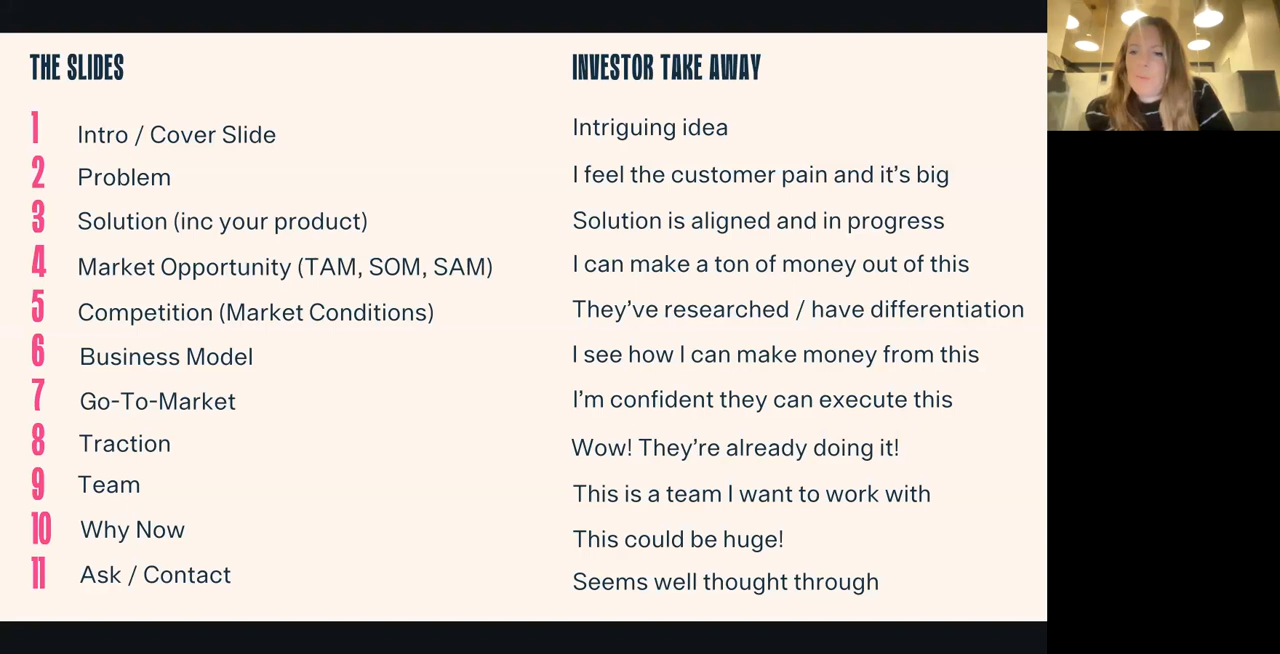 THE SLIDES
INVESTOR TAKE AWAY
1 Intro / Cover Slide
Intriguing idea
2 Problem
I feel the customer pain and it's big
3 Solution (inc your product)
Solution is aligned and in progress
4 Market Opportunity (TAM, SOM, SAM)
I can make a ton of money out of this
5 Competition (Market Conditions)
They've researched / have differentiation
6 Business Model
I see how I can make money from this
7 Go-To-Market
I'm confident they can execute this
8 Traction
Wow! They're already doing it!
9 Team
This is a team I want to work with
10 Why Now
This could be huge!
11 Ask / Contact
Seems well thought through